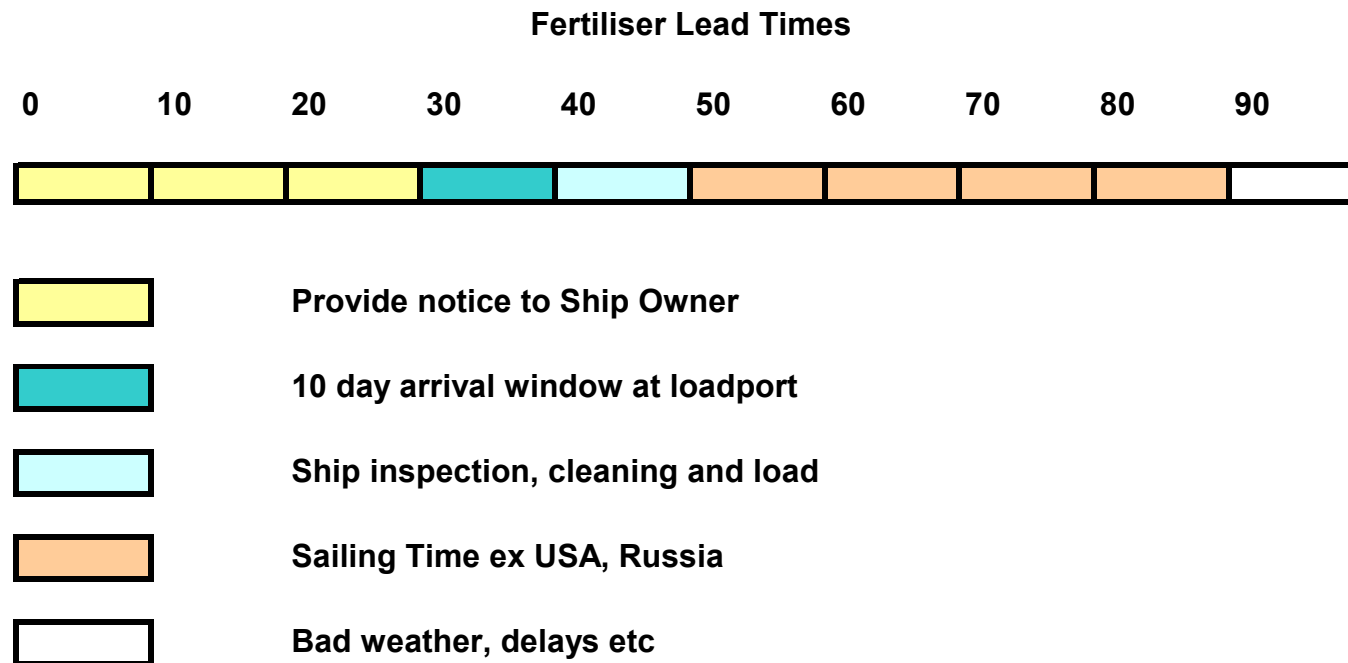 Fertiliser Lead Times
0 10 20 30 40 50 60 70 80 90
Provide notice to Ship Owner
10 day arrival window at loadport
Ship inspection, cleaning and load
Sailing Time ex USA, Russia
Bad weather, delays etc